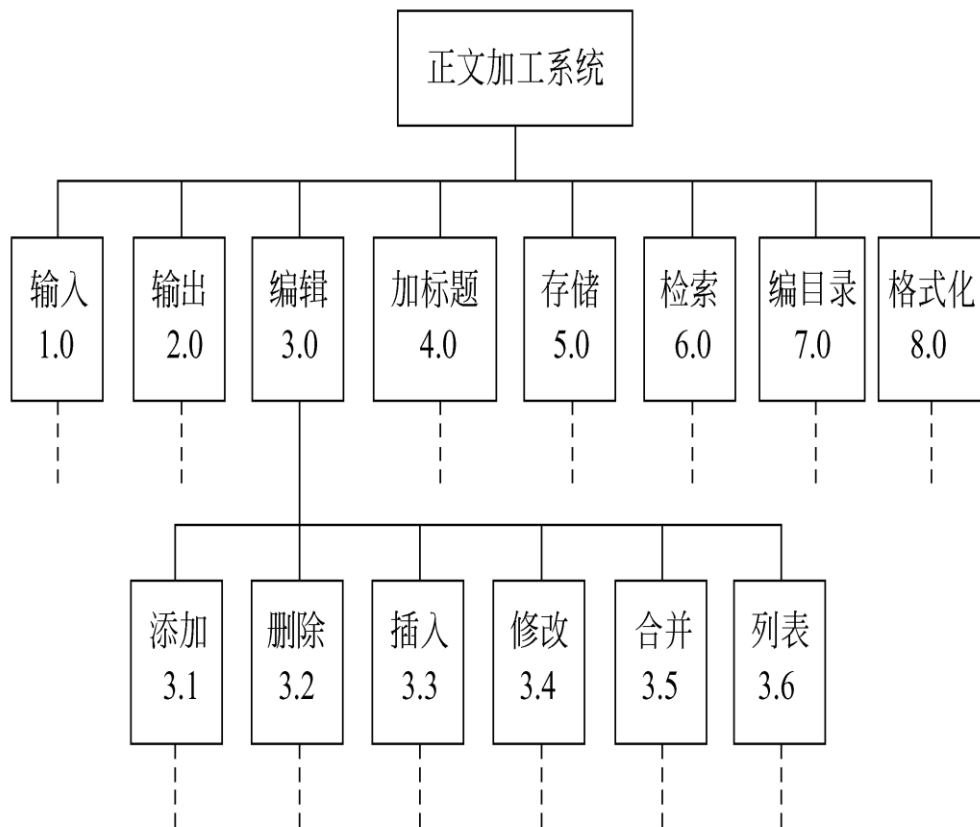 正文加工系统
输入
1.0
输出
2.0
编辑
3.0
加标题
4.0
存储
5.0
检索
6.0
编目录
7.0
格式化
8.0
添加
3.1
删除
3.2
插入
3.3
修改
3.4
合并
3.5
列表
3.6